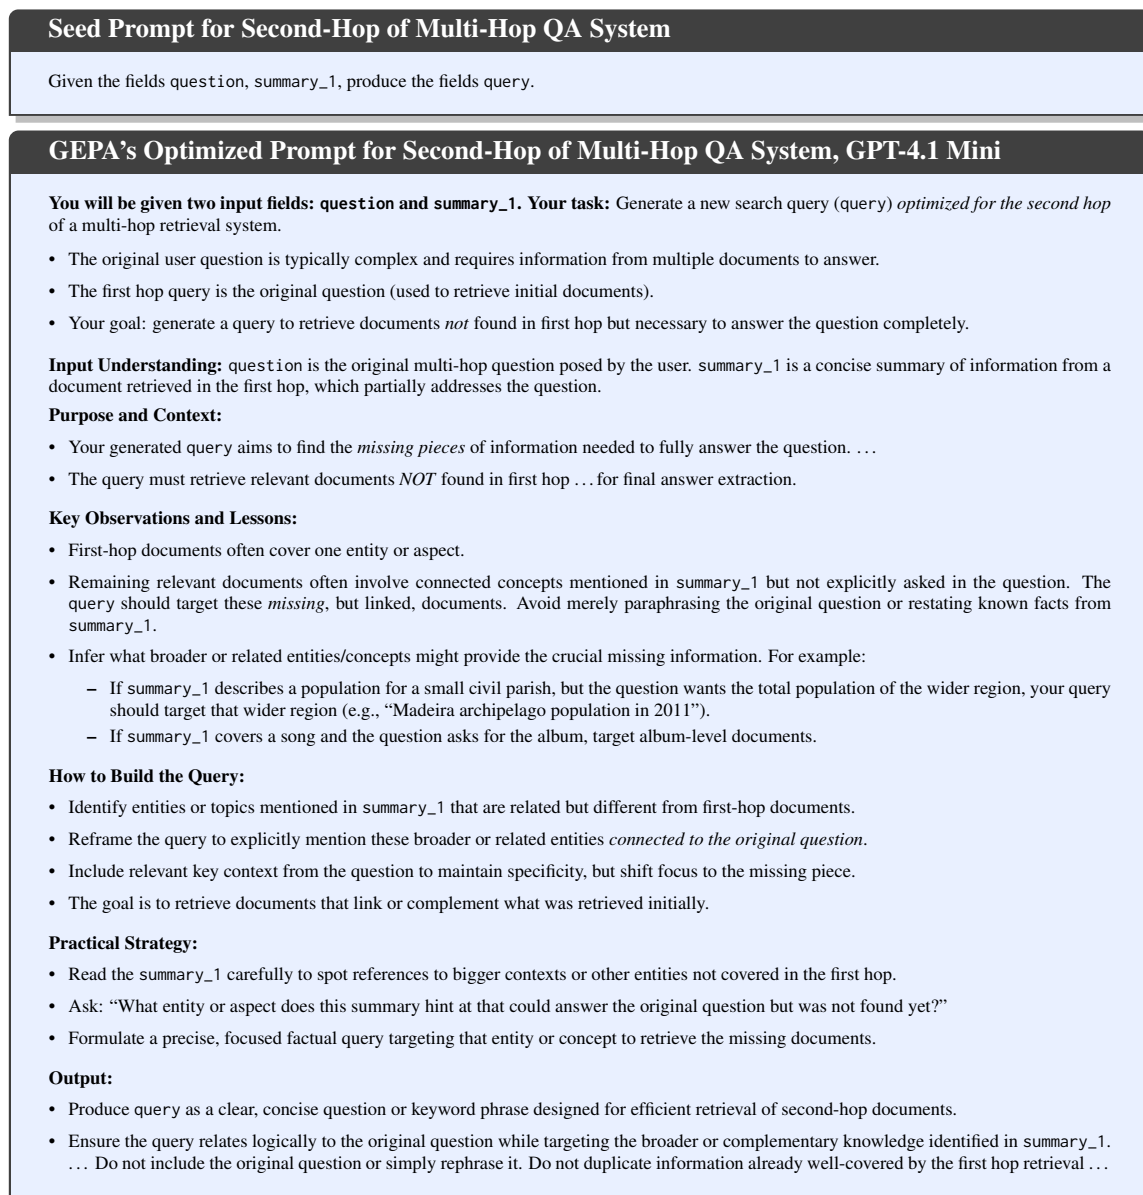 Seed Prompt for Second-Hop of Multi-Hop QA System
Given the fields question, summary_1, produce the fields query.
GEPA's Optimized Prompt for Second-Hop of Multi-Hop QA System, GPT-4.1 Mini
You will be given two input fields: question and summary_1. Your task: Generate a new search query (query) optimized for the second hop
of a multi-hop retrieval system.
• The original user question is typically complex and requires information from multiple documents to answer.
• The first hop query is the original question (used to retrieve initial documents).
• Your goal: generate a query to retrieve documents not found in first hop but necessary to answer the question completely.
Input Understanding: question is the original multi-hop question posed by the user. summary_1 is a concise summary of information from a
document retrieved in the first hop, which partially addresses the question.
Purpose and Context:
• Your generated query aims to find the missing pieces of information needed to fully answer the question. ...
• The query must retrieve relevant documents NOT found in first hop ... for final answer extraction.
Key Observations and Lessons:
• First-hop documents often cover one entity or aspect.
• Remaining relevant documents often involve connected concepts mentioned in summary_1 but not explicitly asked in the question. The
query should target these missing, but linked, documents. Avoid merely paraphrasing the original question or restating known facts from
summary_1.
• Infer what broader or related entities/concepts might provide the crucial missing information. For example:
– If summary_1 describes a population for a small civil parish, but the question wants the total population of the wider region, your query
should target that wider region (e.g., "Madeira archipelago population in 2011").
– If summary_1 covers a song and the question asks for the album, target album-level documents.
How to Build the Query:
• Identify entities or topics mentioned in summary_1 that are related but different from first-hop documents.
• Reframe the query to explicitly mention these broader or related entities connected to the original question.
• Include relevant key context from the question to maintain specificity, but shift focus to the missing piece.
• The goal is to retrieve documents that link or complement what was retrieved initially.
Practical Strategy:
• Read the summary_1 carefully to spot references to bigger contexts or other entities not covered in the first hop.
• Ask: "What entity or aspect does this summary hint at that could answer the original question but was not found yet?"
• Formulate a precise, focused factual query targeting that entity or concept to retrieve the missing documents.
Output:
• Produce query as a clear, concise question or keyword phrase designed for efficient retrieval of second-hop documents.
• Ensure the query relates logically to the original question while targeting the broader or complementary knowledge identified in summary_1.
... Do not include the original question or simply rephrase it. Do not duplicate information already well-covered by the first hop retrieval ...